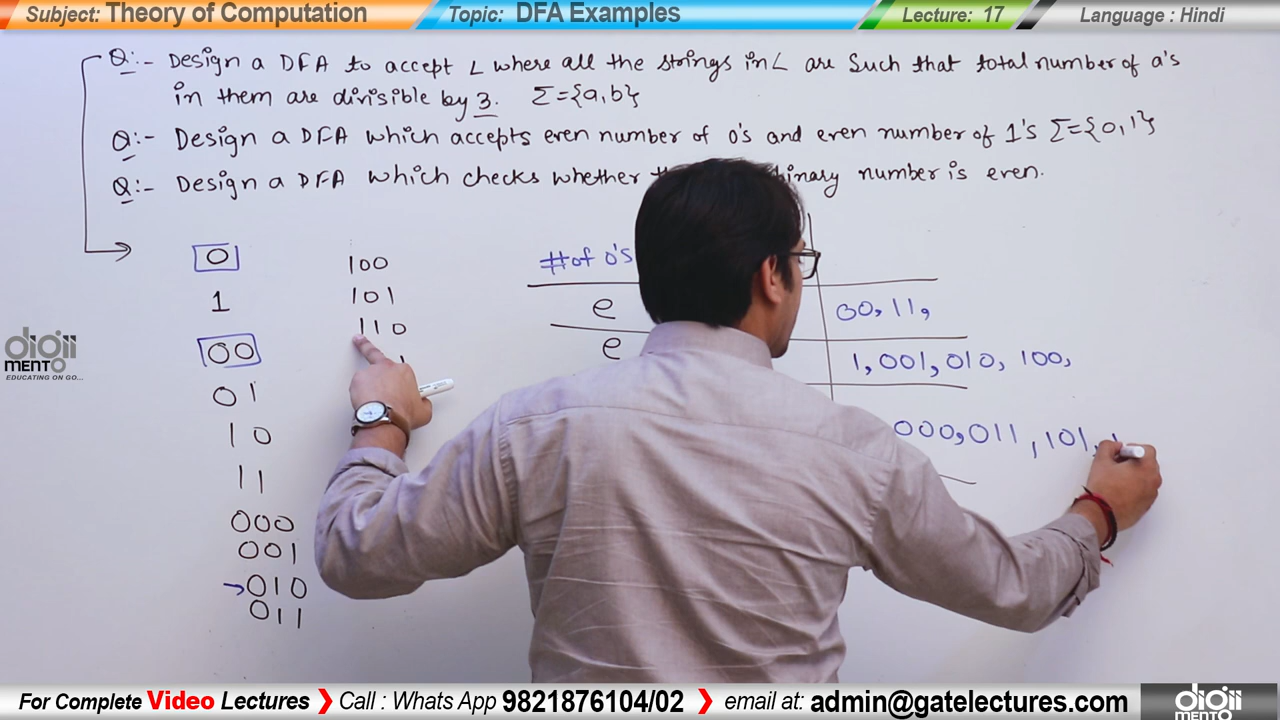 Subject: Theory of Computation
Topic: DFA Examples
Lecture: 17
Language : Hindi
Q:- Design a DFA to accept L where all the strings in L are such that total number of a's
in them are divisible by 3. Σ={a,b}
Q:- Design a DFA which accepts even number of 0's and even number of 1's Σ={0,1}
Q:- Design a DFA which checks whether binary number is even.
0
1
00
01
10
11
000
001
→010
011
100
101
110
1
#of 0's
e
00,11,
e
1,001,010,100,
000,011,101,
digii
MENTO
EDUCATING ON GO...
For Complete Video Lectures ❯ Call : Whats App 9821876104/02 ❯ email at: admin@gatelectures.com
digii
MENTO